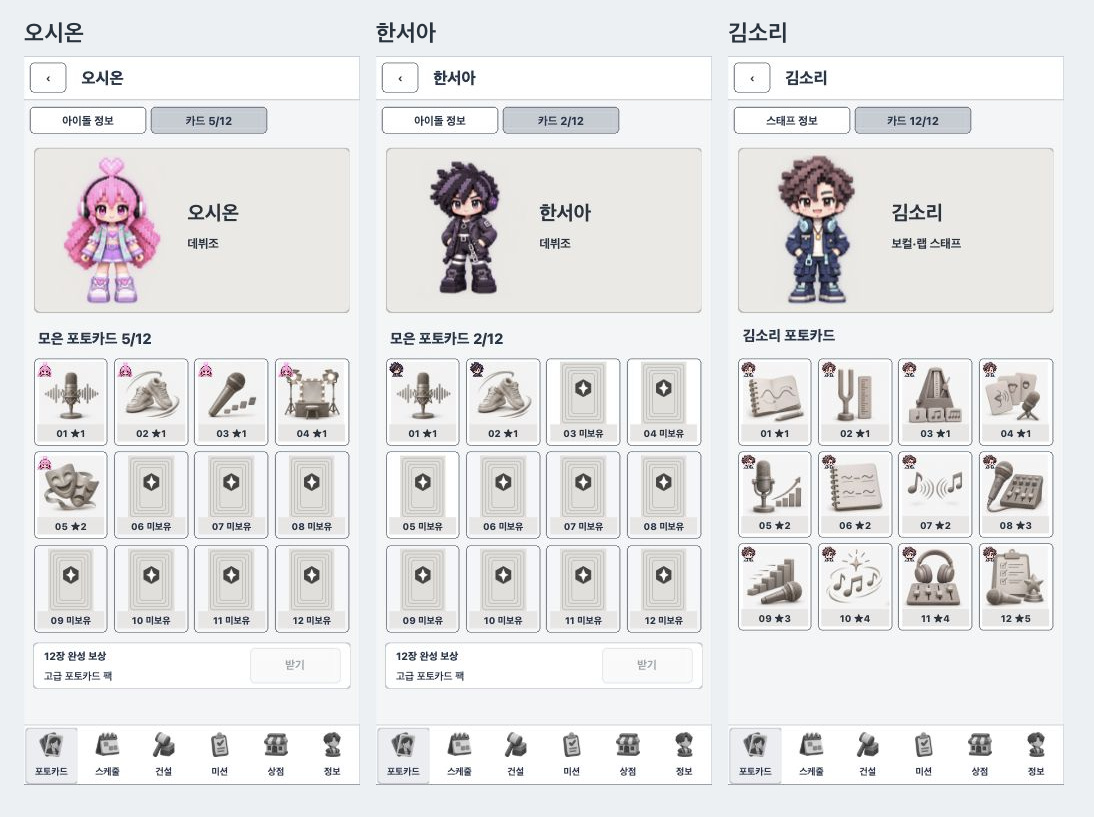 오시온
‹ 오시온
아이돌 정보 카드 5/12
오시온
데뷔조
모은 포토카드 5/12
01 ★1 02 ★1 03 ★1 04 ★1
05 ★2 06 미보유 07 미보유 08 미보유
09 미보유 10 미보유 11 미보유 12 미보유
12장 완성 보상
고급 포토카드 팩
받기
포토카드 스케줄 건설 미션 상점 정보
한서아
‹ 한서아
아이돌 정보 카드 2/12
한서아
데뷔조
모은 포토카드 2/12
01 ★1 02 ★1 03 미보유 04 미보유
05 미보유 06 미보유 07 미보유 08 미보유
09 미보유 10 미보유 11 미보유 12 미보유
12장 완성 보상
고급 포토카드 팩
받기
포토카드 스케줄 건설 미션 상점 정보
김소리
‹ 김소리
스태프 정보 카드 12/12
김소리
보컬·랩 스태프
김소리 포토카드
01 ★1 02 ★1 03 ★1 04 ★1
05 ★2 06 ★2 07 ★2 08 ★3
09 ★3 10 ★4 11 ★4 12 ★5
포토카드 스케줄 건설 미션 상점 정보